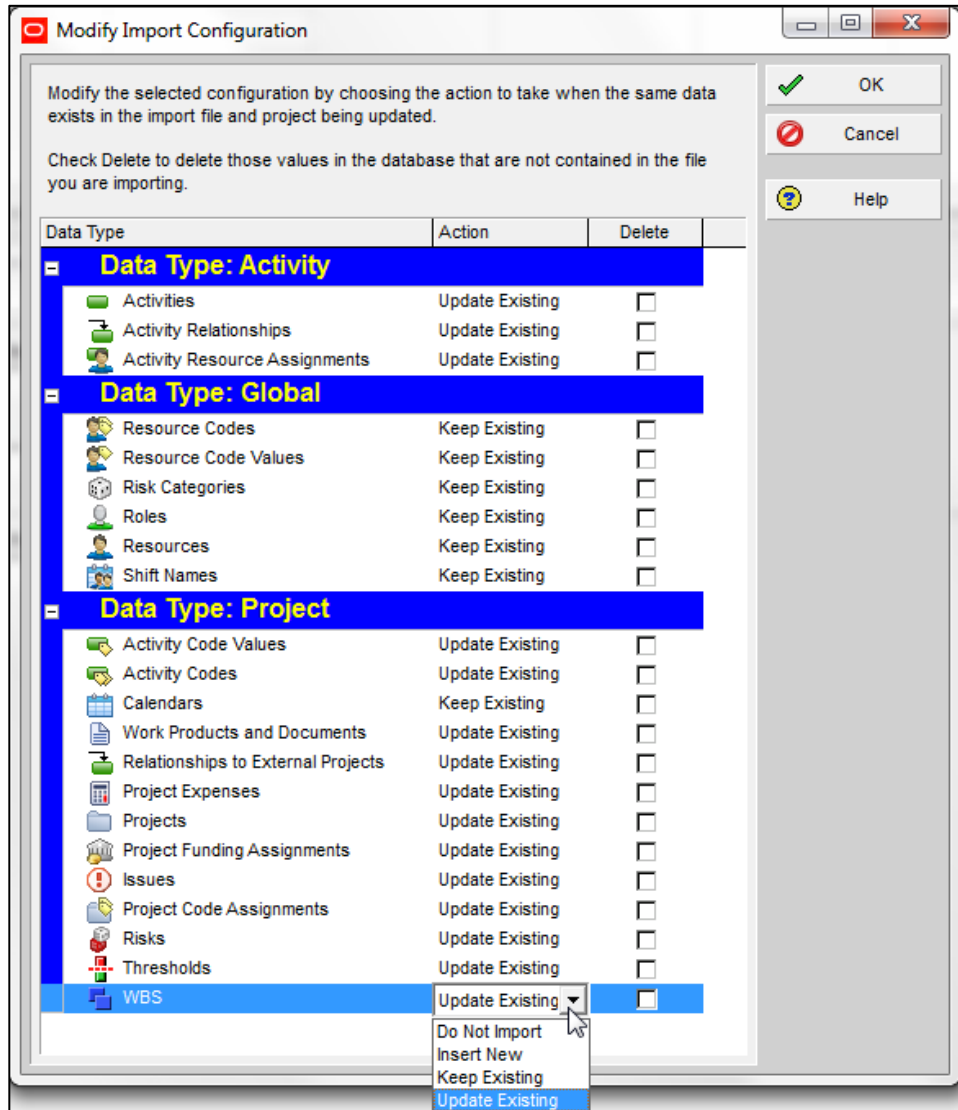 Modify Import Configuration
Modify the selected configuration by choosing the action to take when the same data
exists in the import file and project being updated.
Check Delete to delete those values in the database that are not contained in the file
you are importing.
OK
Cancel
Help
Data Type Action Delete
Data Type: Activity
Activities Update Existing
Activity Relationships Update Existing
Activity Resource Assignments Update Existing
Data Type: Global
Resource Codes Keep Existing
Resource Code Values Keep Existing
Risk Categories Keep Existing
Roles Keep Existing
Resources Keep Existing
Shift Names Keep Existing
Data Type: Project
Activity Code Values Update Existing
Activity Codes Update Existing
Calendars Keep Existing
Work Products and Documents Update Existing
Relationships to External Projects Update Existing
Project Expenses Update Existing
Projects Update Existing
Project Funding Assignments Update Existing
Issues Update Existing
Project Code Assignments Update Existing
Risks Update Existing
Thresholds Update Existing
WBS Update Existing
Do Not Import
Insert New
Keep Existing
Update Existing